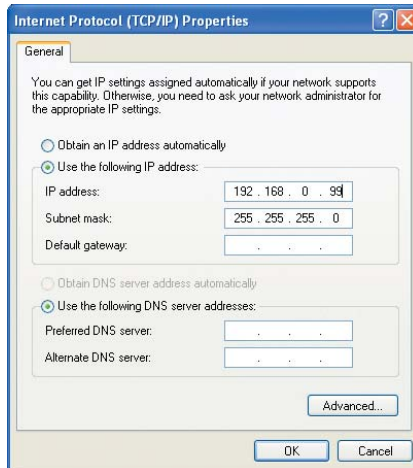 Internet Protocol (TCP/IP) Properties
General
You can get IP settings assigned automatically if your network supports
this capability. Otherwise, you need to ask your network administrator for
the appropriate IP settings.
Obtain an IP address automatically
Use the following IP address:
IP address: 192 . 168 . 0 . 99
Subnet mask: 255 . 255 . 255 . 0
Default gateway: . . .
Obtain DNS server address automatically
Use the following DNS server addresses:
Preferred DNS server: . . .
Alternate DNS server: . . .
Advanced...
OK Cancel